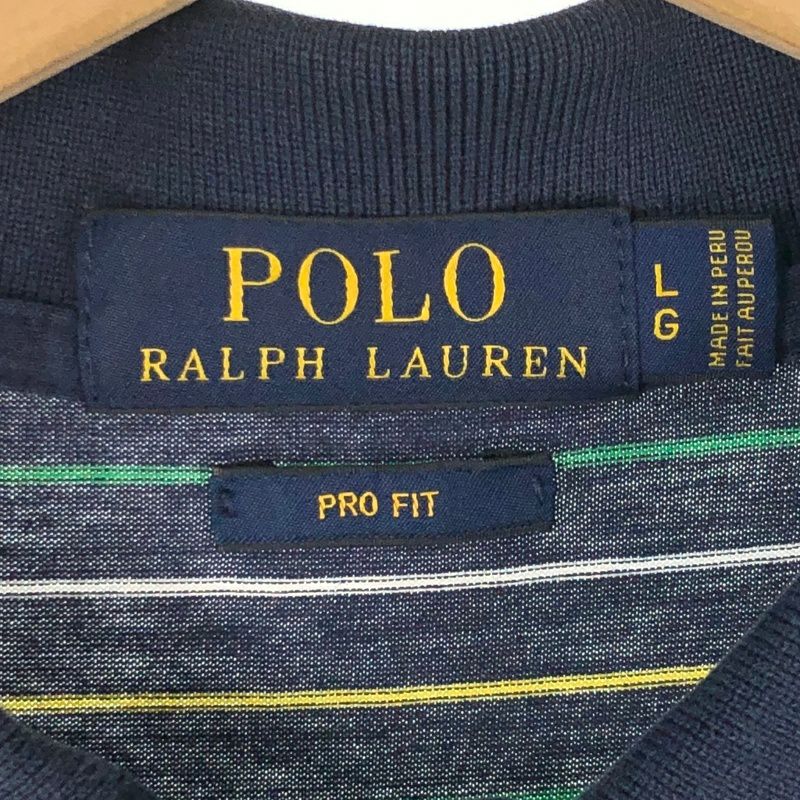 POLO
RALPH LAUREN
L
G
MADE IN PERU
FAIT AU PEROU
PRO FIT